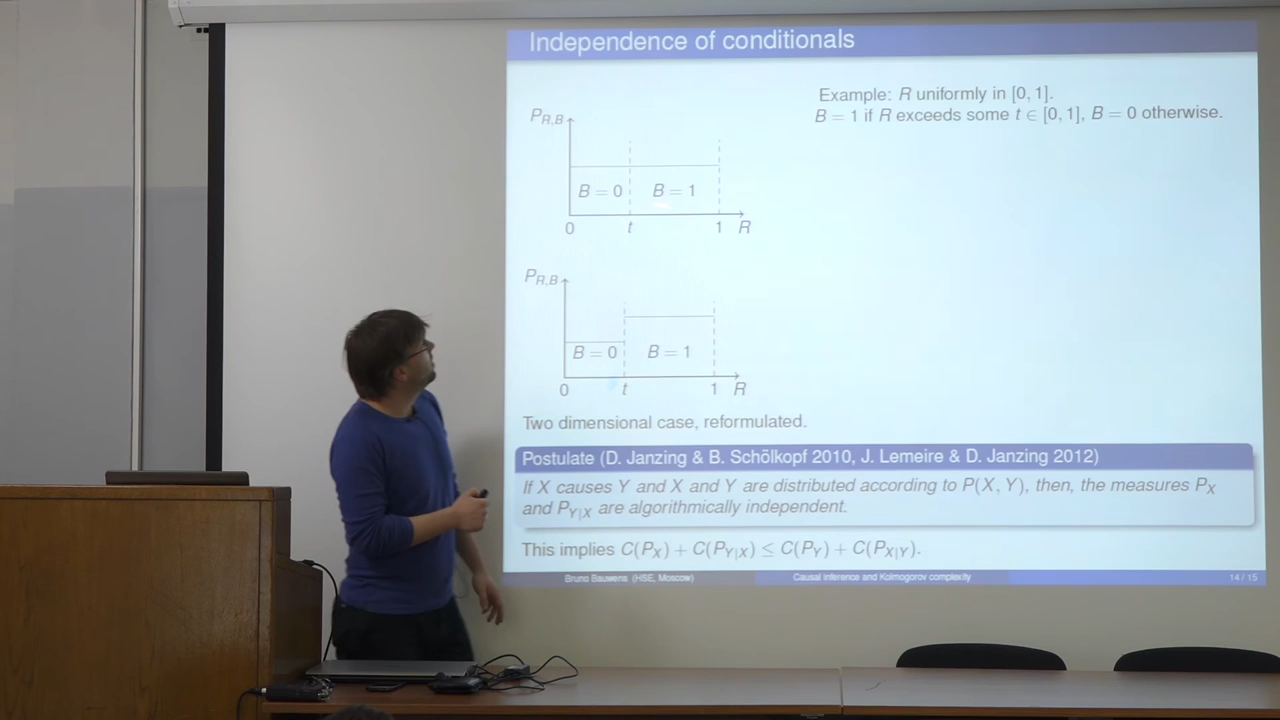 Independence of conditionals
Example: R uniformly in [0, 1].
B = 1 if R exceeds some t ∈ [0, 1], B = 0 otherwise.
P_{R,B}
B = 0 B = 1
0 t 1 R
P_{R,B}
B = 0 B = 1
0 t 1 R
Two dimensional case, reformulated.
Postulate (D. Janzing & B. Schölkopf 2010, J. Lemeire & D. Janzing 2012)
If X causes Y and X and Y are distributed according to P(X, Y), then, the measures P_X
and P_{Y|X} are algorithmically independent.
This implies C(P_X) + C(P_{Y|X}) ≤ C(P_Y) + C(P_{X|Y}).
Bruno Bauwens (HSE, Moscow) Causal inference and Kolmogorov complexity 14 / 15